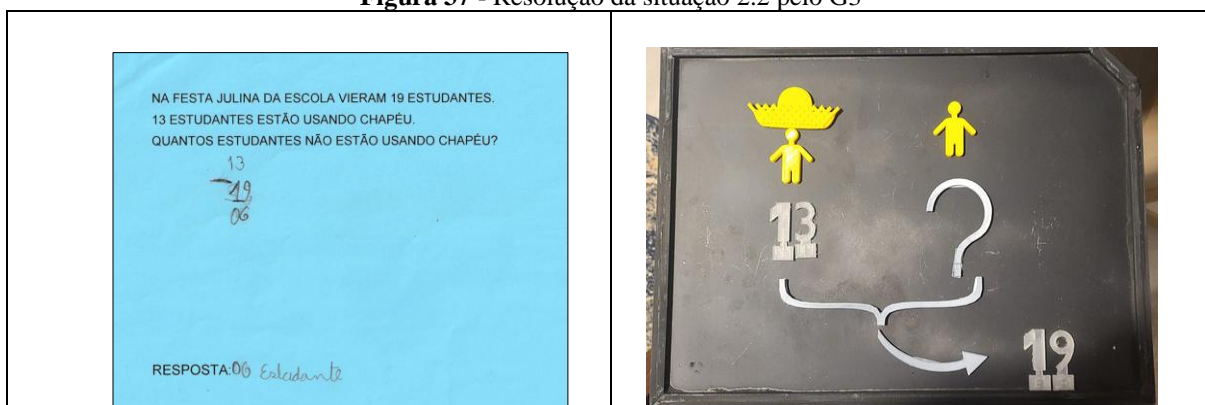 Figura 37 - Resolução da situação 2.2 pelo G3
NA FESTA JULINA DA ESCOLA VIERAM 19 ESTUDANTES.
13 ESTUDANTES ESTÃO USANDO CHAPÉU.
QUANTOS ESTUDANTES NÃO ESTÃO USANDO CHAPÉU?
13
-19
06
RESPOSTA:06 Estudante
13
?
19